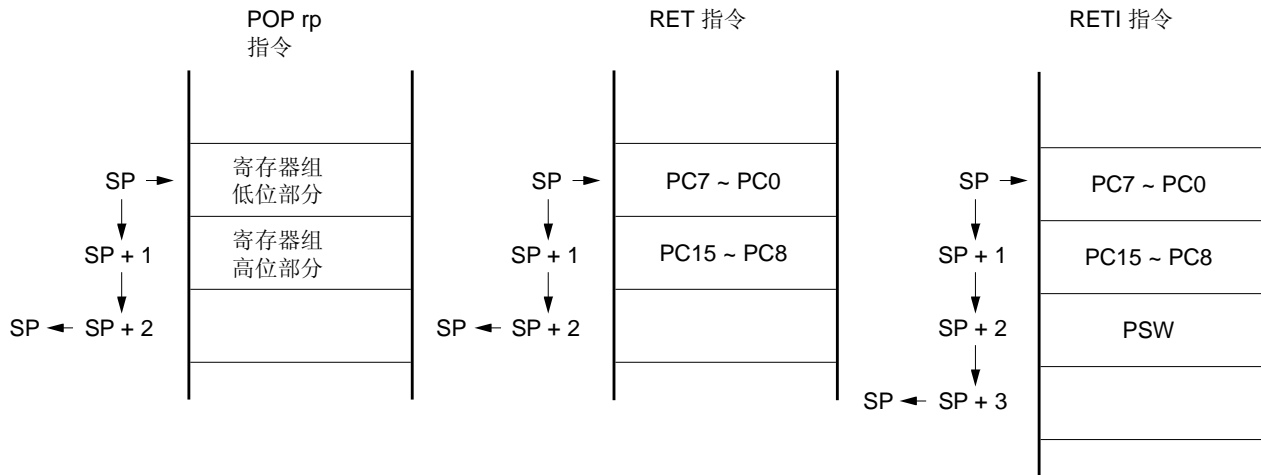 POP rp
指令
SP
寄存器组
低位部分
SP + 1
寄存器组
高位部分
SP
SP + 2
RET 指令
SP
PC7 ~ PC0
SP + 1
PC15 ~ PC8
SP
SP + 2
RETI 指令
SP
PC7 ~ PC0
SP + 1
PC15 ~ PC8
SP + 2
PSW
SP
SP + 3